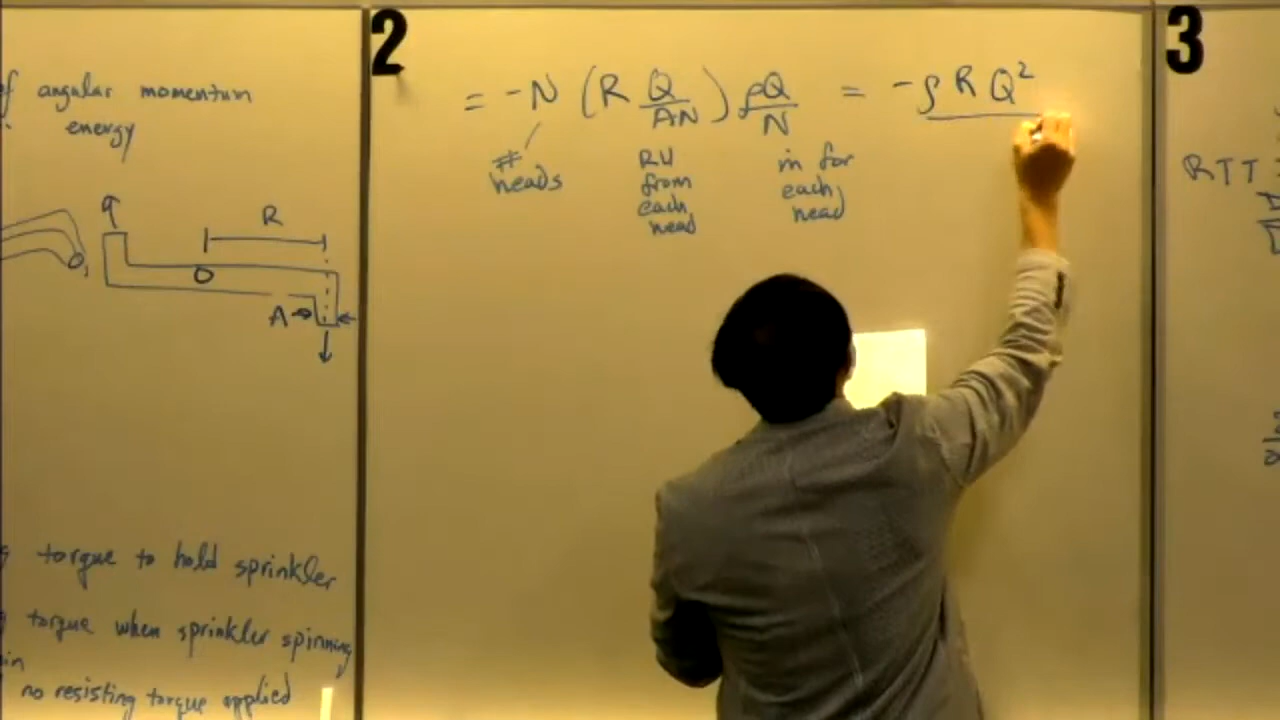 of angular momentum
energy
R
A
torque to hold sprinkler
torque when sprinkler spinning
no resisting torque applied
2
= -N (R Q/AN) ρQ/N = -ρRQ²
# heads
RU from each head
ṁ for each head
3
RTT